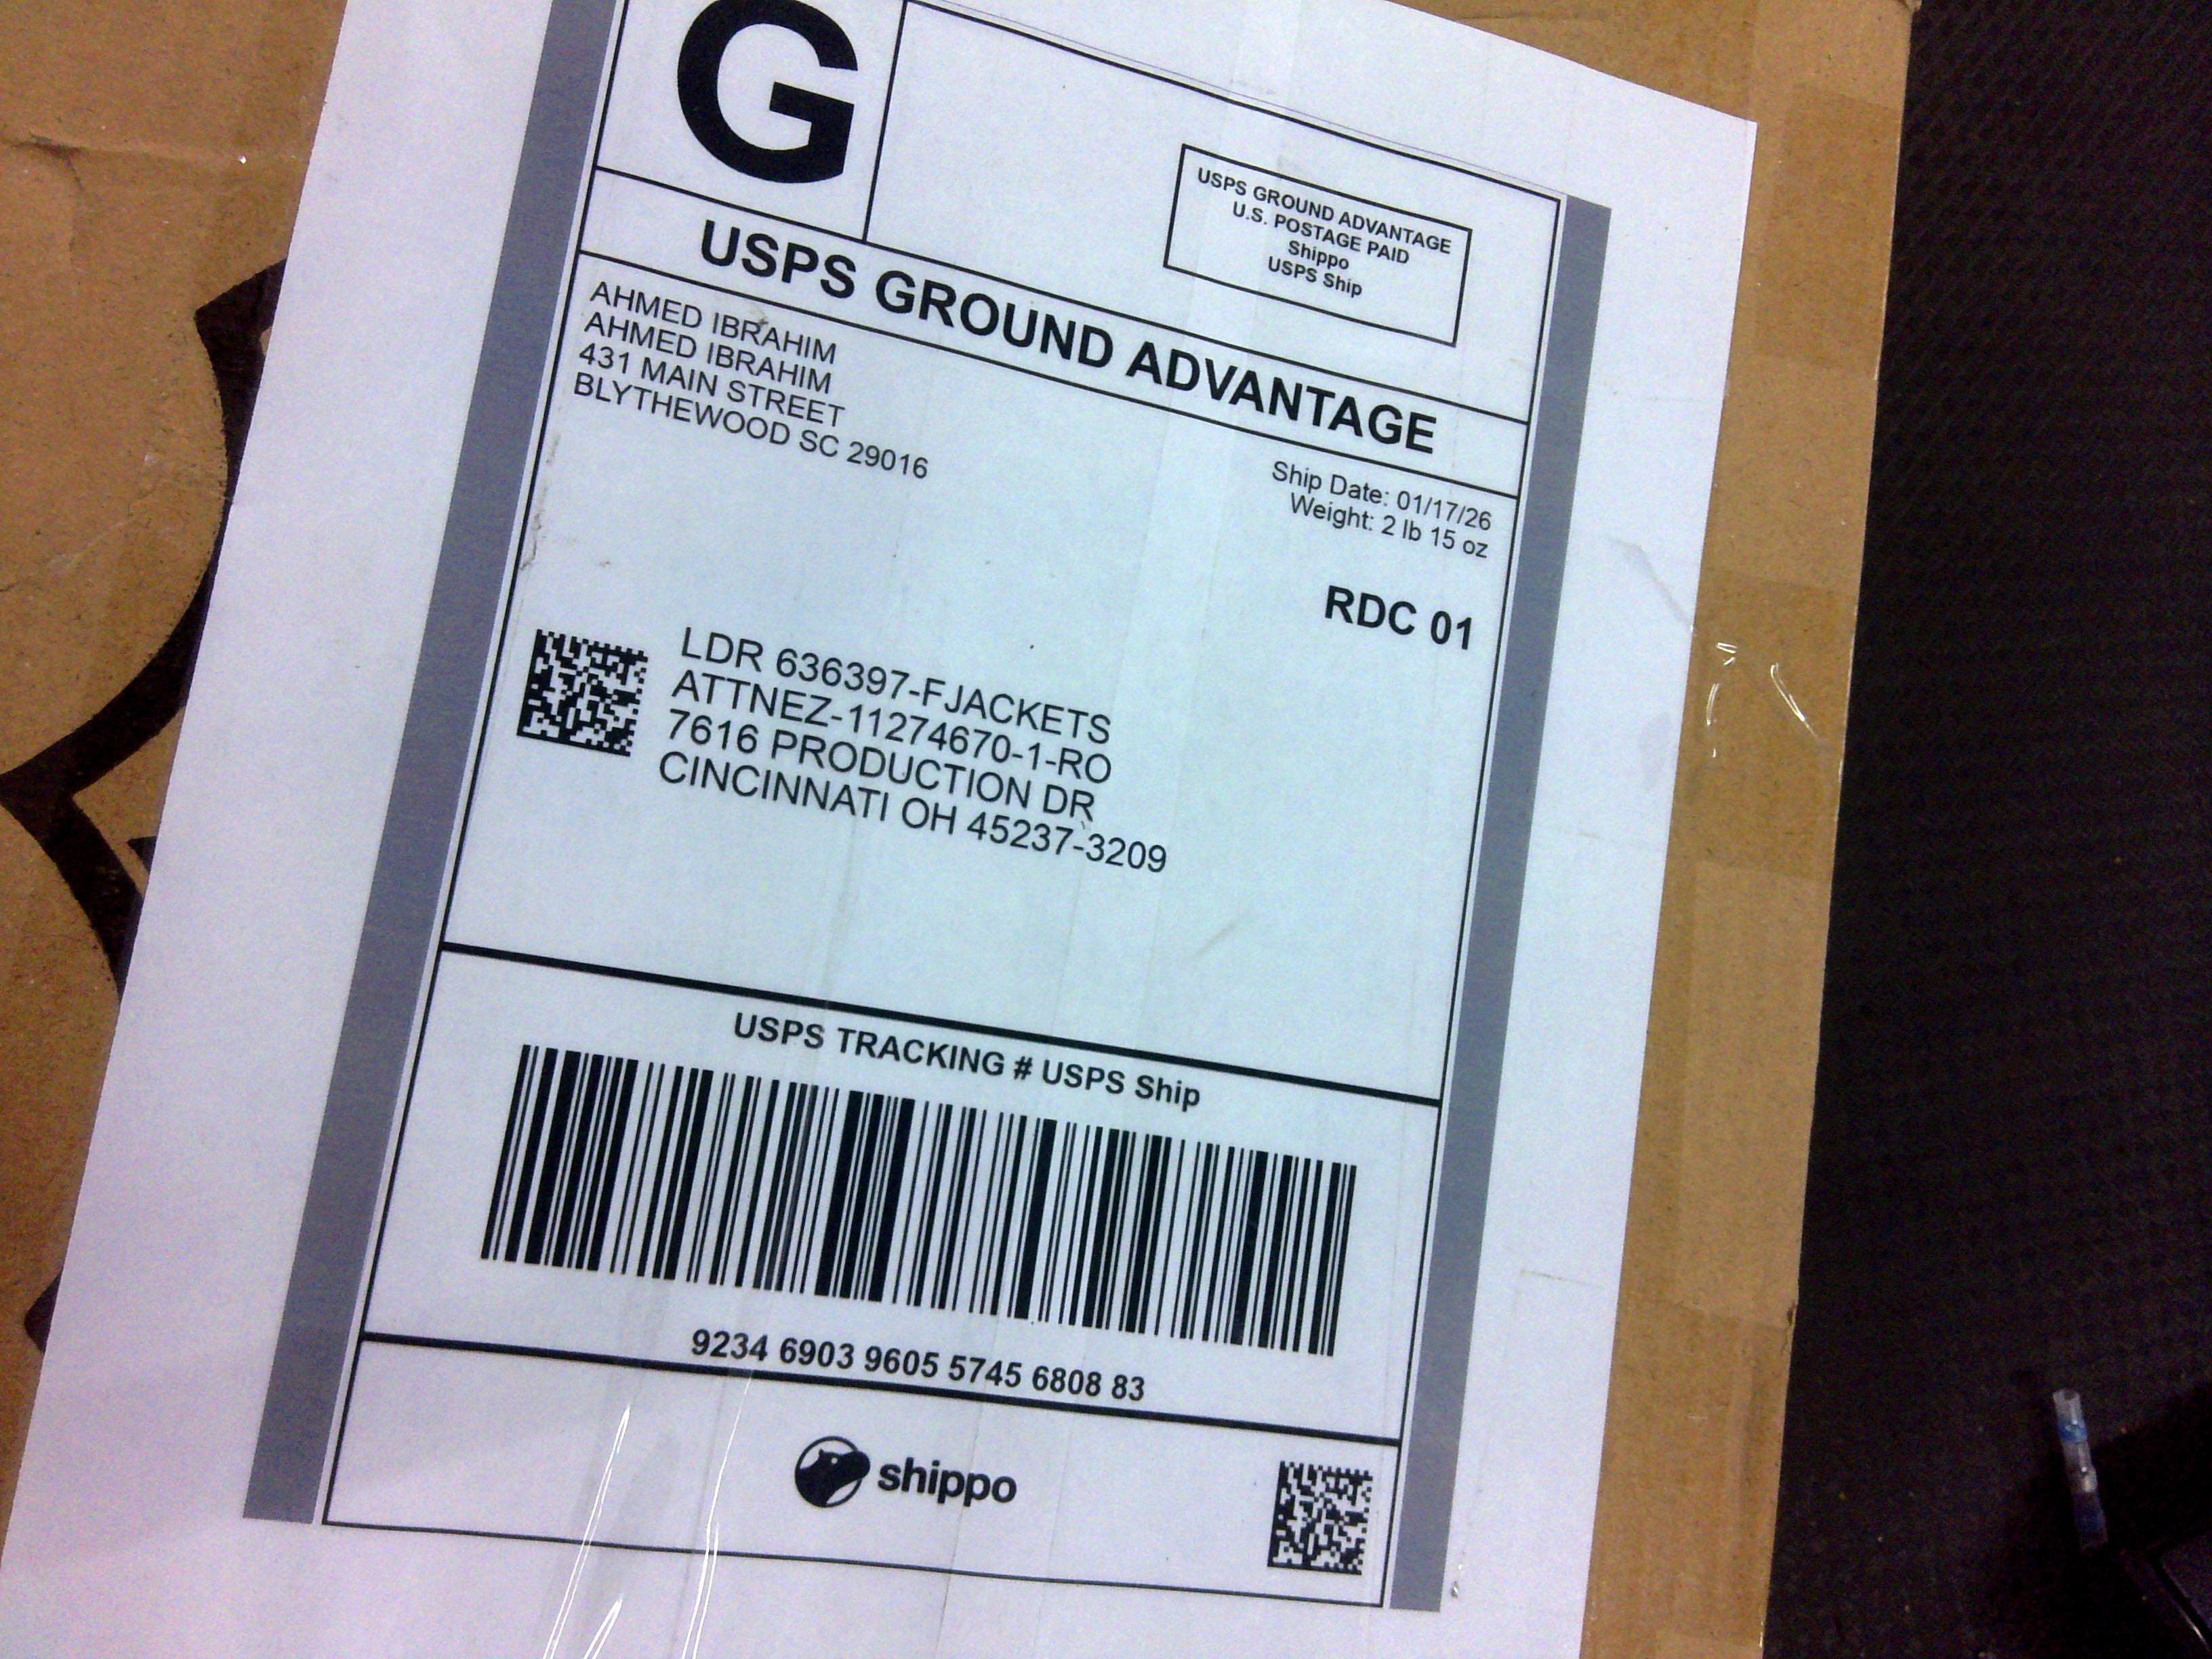 G
USPS GROUND ADVANTAGE
U.S. POSTAGE PAID
Shippo
USPS Ship
USPS GROUND ADVANTAGE
AHMED IBRAHIM
AHMED IBRAHIM
431 MAIN STREET
BLYTHEWOOD SC 29016
Ship Date: 01/17/26
Weight: 2 lb 15 oz
RDC 01
LDR 636397-FJACKETS
ATTNEZ-11274670-1-RO
7616 PRODUCTION DR
CINCINNATI OH 45237-3209
USPS TRACKING # USPS Ship
9234 6903 9605 5745 6808 83
shippo